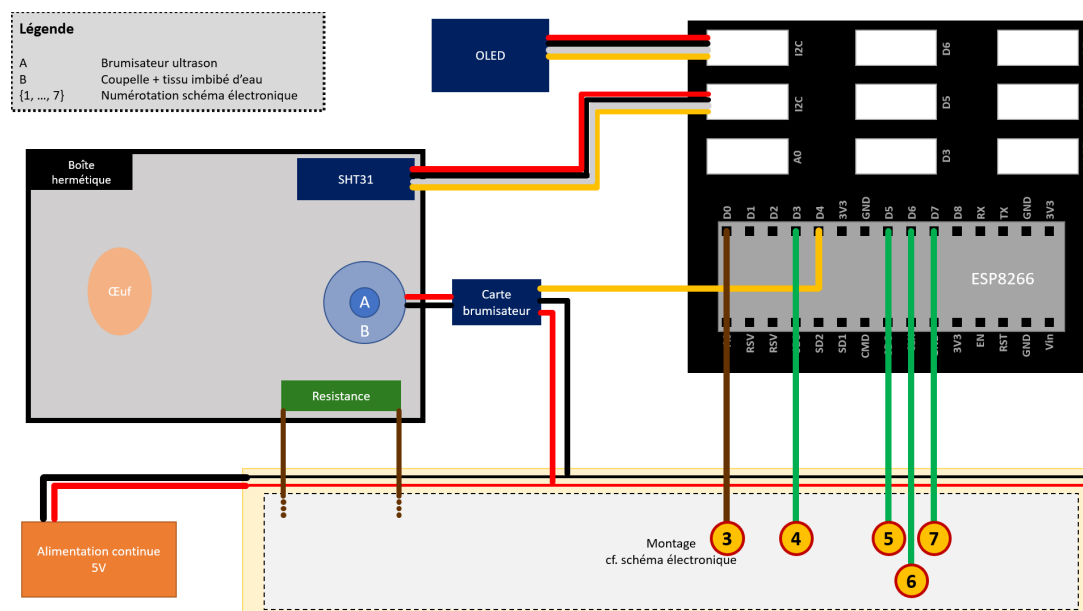 Légende
A Brumisateur ultrason
B Coupelle + tissu imbibé d'eau
{1, …, 7} Numérotation schéma électronique
OLED
I2C
D6
I2C
D5
A0
D3
Boîte
hermétique
SHT31
Œuf
A
B
Carte
brumisateur
Resistance
D0 D1 D2 D3 D4 3V3 GND D5 D6 D7 D8 RX TX GND 3V3
ESP8266
RSV RSV SD2 SD1 CMD 3V3 EN RST GND Vin
Alimentation continue
5V
Montage
cf. schéma électronique
3
4
5
7
6